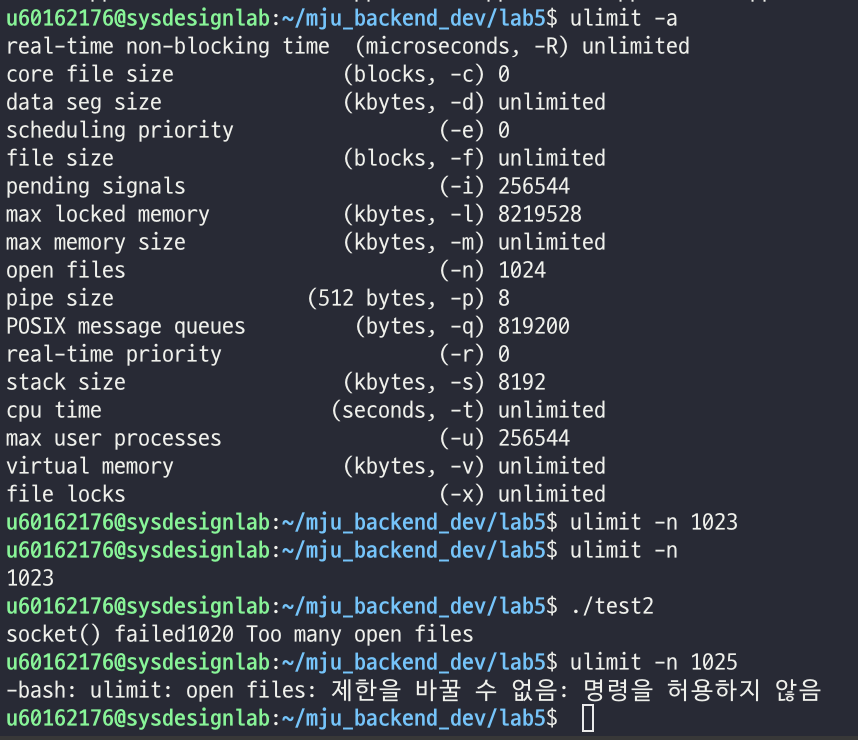 u60162176@sysdesignlab:~/mju_backend_dev/lab5$ ulimit -a
real-time non-blocking time  (microseconds, -R) unlimited
core file size              (blocks, -c) 0
data seg size               (kbytes, -d) unlimited
scheduling priority                 (-e) 0
file size                   (blocks, -f) unlimited
pending signals                     (-i) 256544
max locked memory           (kbytes, -l) 8219528
max memory size             (kbytes, -m) unlimited
open files                          (-n) 1024
pipe size                (512 bytes, -p) 8
POSIX message queues         (bytes, -q) 819200
real-time priority                  (-r) 0
stack size                  (kbytes, -s) 8192
cpu time                   (seconds, -t) unlimited
max user processes                  (-u) 256544
virtual memory              (kbytes, -v) unlimited
file locks                          (-x) unlimited
u60162176@sysdesignlab:~/mju_backend_dev/lab5$ ulimit -n 1023
u60162176@sysdesignlab:~/mju_backend_dev/lab5$ ulimit -n
1023
u60162176@sysdesignlab:~/mju_backend_dev/lab5$ ./test2
socket() failed1020 Too many open files
u60162176@sysdesignlab:~/mju_backend_dev/lab5$ ulimit -n 1025
-bash: ulimit: open files: 제한을 바꿀 수 없음: 명령을 허용하지 않음
u60162176@sysdesignlab:~/mju_backend_dev/lab5$